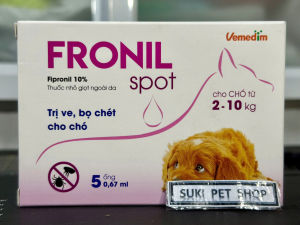 Vemedim
FRONIL
spot
Fipronil 10%
Thuốc nhỏ giọt ngoài da
cho CHÓ từ
2-10 kg
Trị ve, bọ chét
cho chó
5 ống
0,67 ml
SUKI PET SHOP